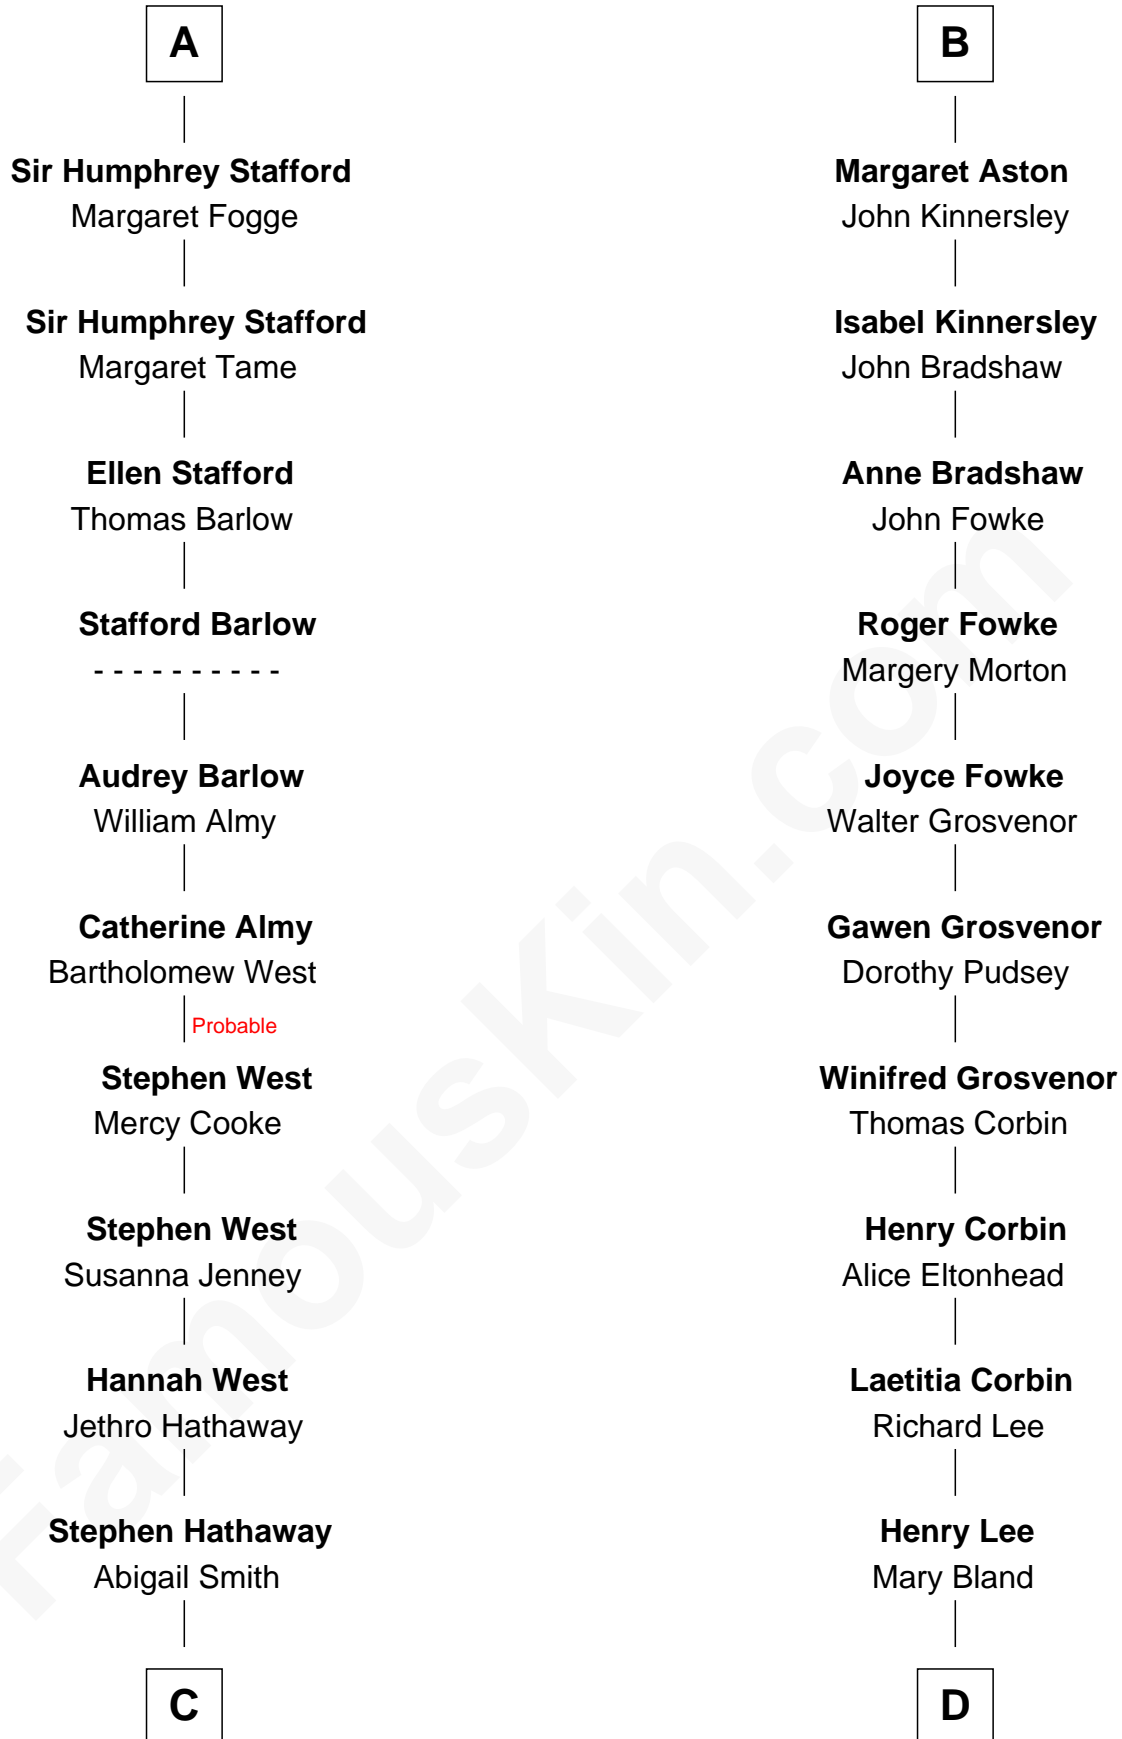 A
Sir Humphrey Stafford
Margaret Fogge
Sir Humphrey Stafford
Margaret Tame
Ellen Stafford
Thomas Barlow
Stafford Barlow
- - - - - - - - - -
Audrey Barlow
William Almy
Catherine Almy
Bartholomew West
Probable
Stephen West
Mercy Cooke
Stephen West
Susanna Jenney
Hannah West
Jethro Hathaway
Stephen Hathaway
Abigail Smith
C
B
Margaret Aston
John Kinnersley
Isabel Kinnersley
John Bradshaw
Anne Bradshaw
John Fowke
Roger Fowke
Margery Morton
Joyce Fowke
Walter Grosvenor
Gawen Grosvenor
Dorothy Pudsey
Winifred Grosvenor
Thomas Corbin
Henry Corbin
Alice Eltonhead
Laetitia Corbin
Richard Lee
Henry Lee
Mary Bland
D
FamousKin.com